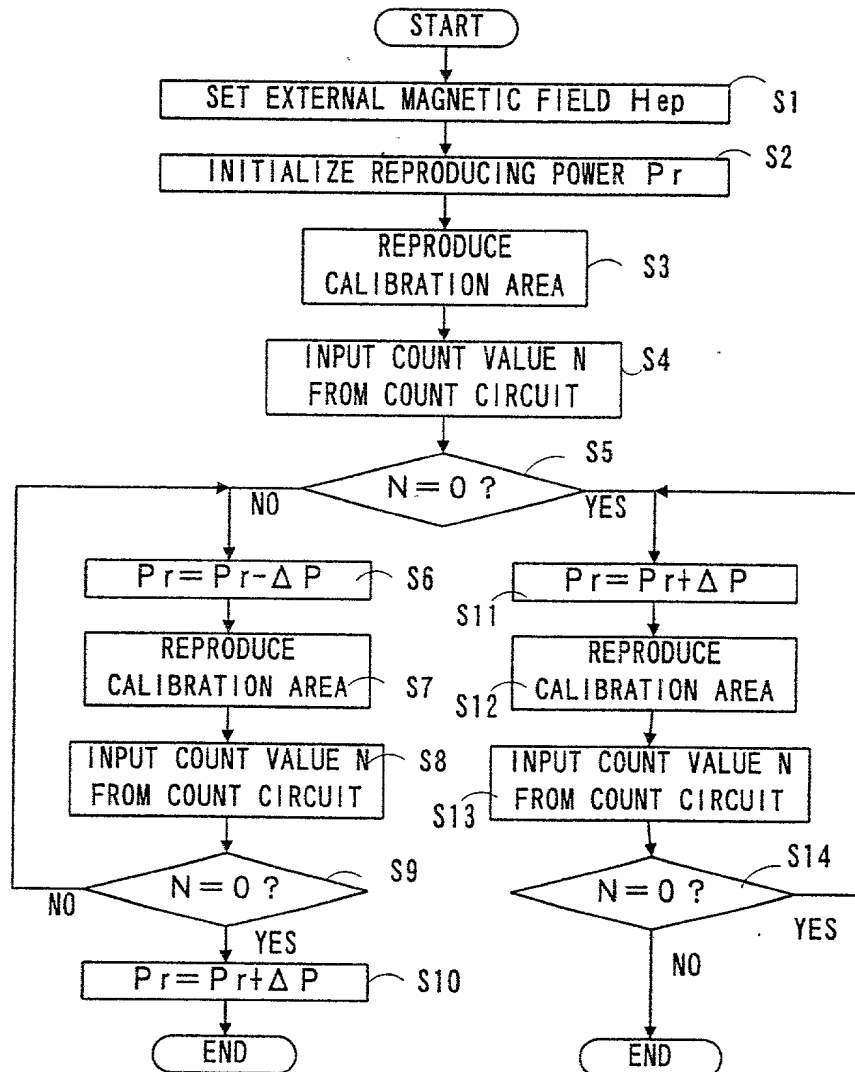 START
SET EXTERNAL MAGNETIC FIELD Hep
S1
INITIALIZE REPRODUCING POWER Pr
S2
REPRODUCE
CALIBRATION AREA
S3
INPUT COUNT VALUE N
FROM COUNT CIRCUIT
S4
N=0 ?
S5
NO
YES
Pr=Pr-ΔP
S6
REPRODUCE
CALIBRATION AREA
S7
INPUT COUNT VALUE N
FROM COUNT CIRCUIT
S8
N=0 ?
S9
NO
YES
Pr=Pr+ΔP
S10
END
Pr=Pr+ΔP
S11
REPRODUCE
CALIBRATION AREA
S12
INPUT COUNT VALUE N
FROM COUNT CIRCUIT
S13
N=0 ?
S14
YES
NO
END